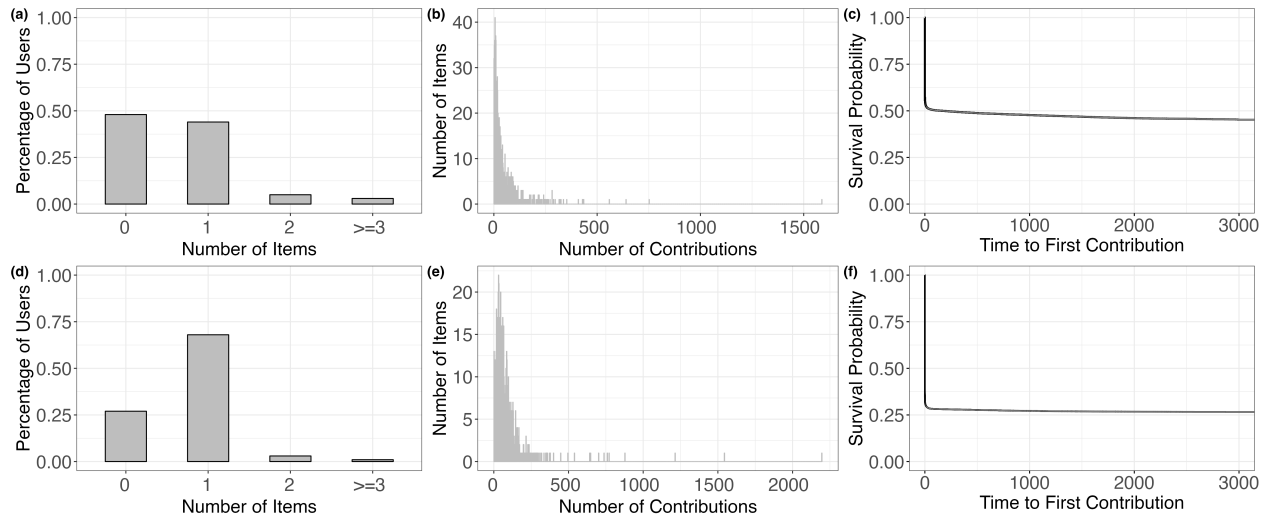 (a)
Percentage of Users
1.00
0.75
0.50
0.25
0.00
0 1 2 >=3
Number of Items
(b)
Number of Items
40
30
20
10
0
0 500 1000 1500
Number of Contributions
(c)
Survival Probability
1.00
0.75
0.50
0.25
0.00
0 1000 2000 3000
Time to First Contribution
(d)
Percentage of Users
1.00
0.75
0.50
0.25
0.00
0 1 2 >=3
Number of Items
(e)
Number of Items
20
15
10
5
0
0 500 1000 1500 2000
Number of Contributions
(f)
Survival Probability
1.00
0.75
0.50
0.25
0.00
0 1000 2000 3000
Time to First Contribution